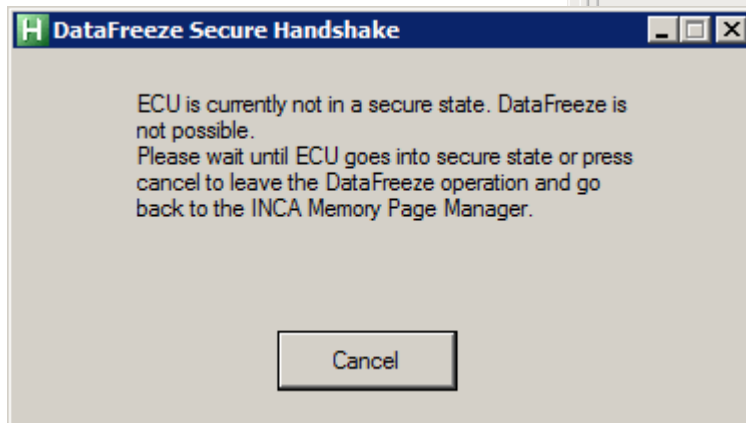 H DataFreeze Secure Handshake
ECU is currently not in a secure state. DataFreeze is
not possible.
Please wait until ECU goes into secure state or press
cancel to leave the DataFreeze operation and go
back to the INCA Memory Page Manager.
Cancel